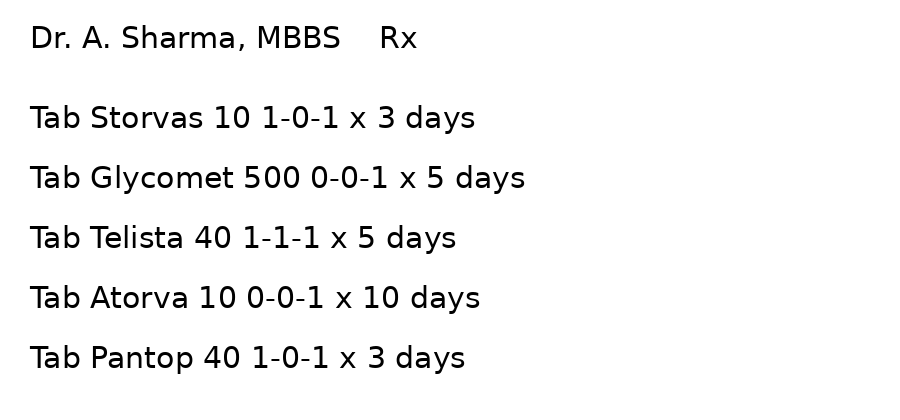 Dr. A. Sharma, MBBS    Rx
Tab Storvas 10 1-0-1 x 3 days
Tab Glycomet 500 0-0-1 x 5 days
Tab Telista 40 1-1-1 x 5 days
Tab Atorva 10 0-0-1 x 10 days
Tab Pantop 40 1-0-1 x 3 days